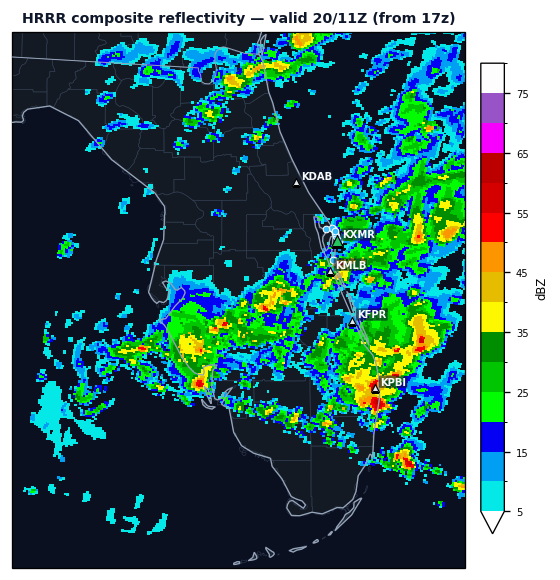 HRRR composite reflectivity — valid 20/11Z (from 17z)
KDAB
KXMR
KMLB
KFPR
KPBI
75
65
55
45
35
25
15
5
dBZ